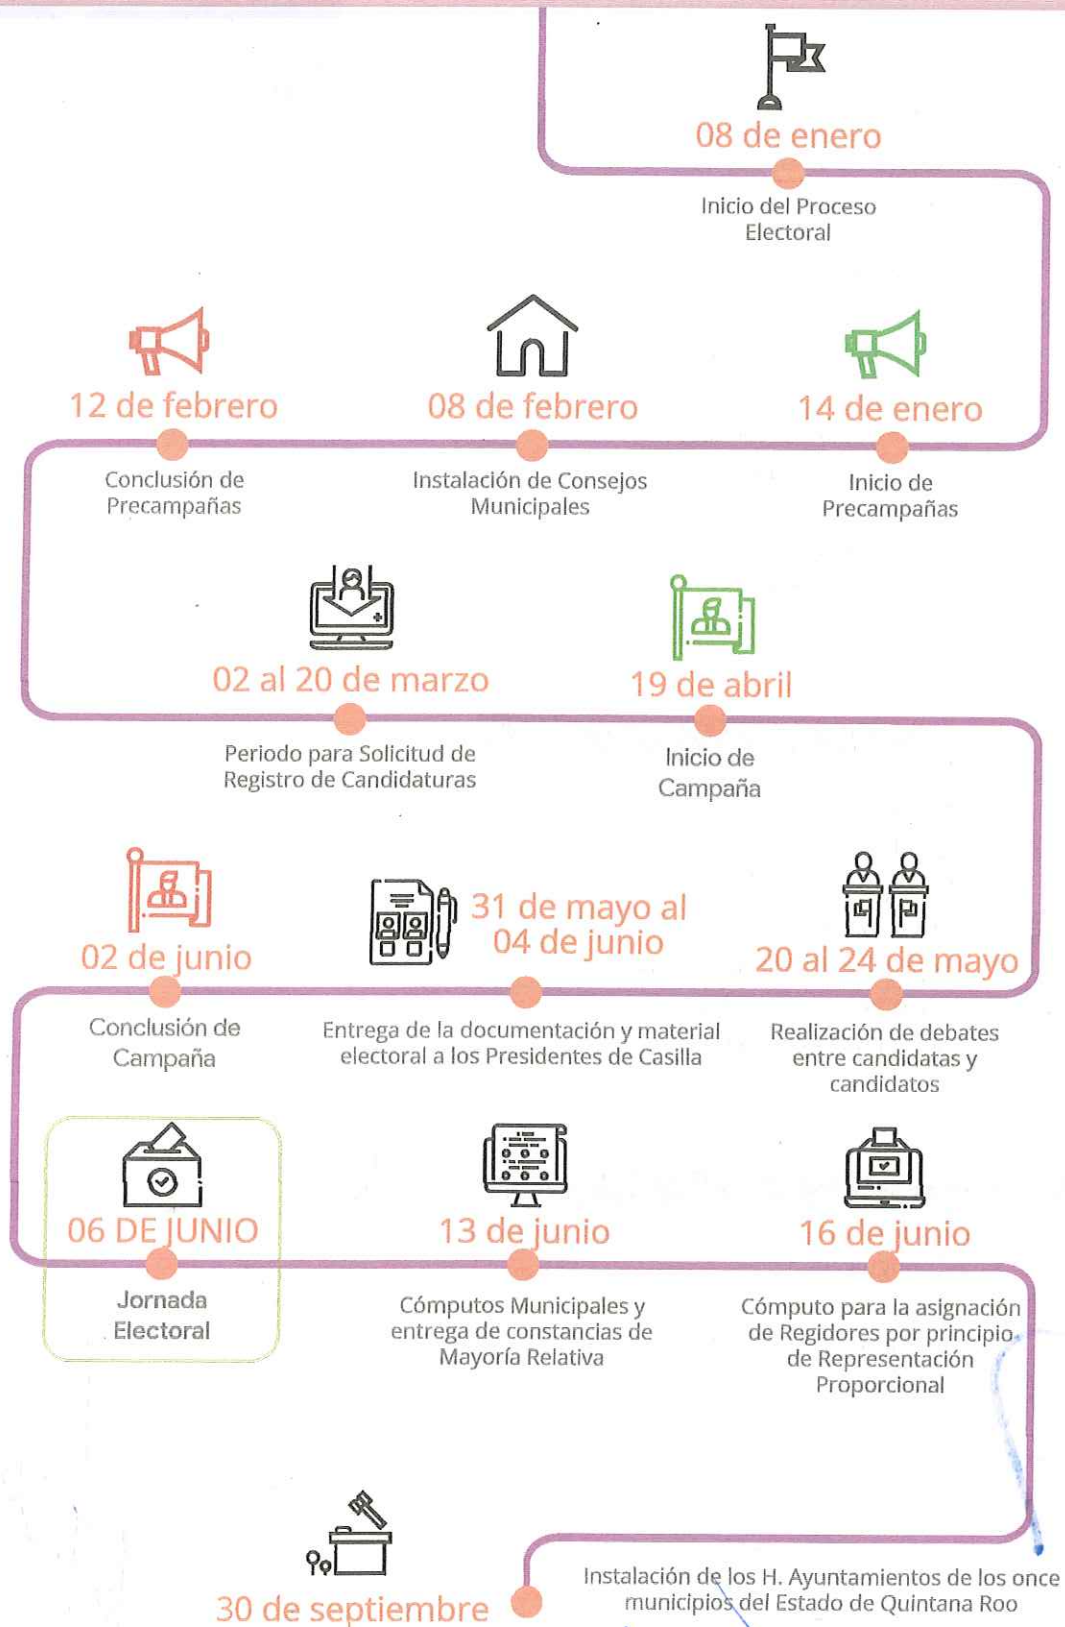 08 de enero
Inicio del Proceso
Electoral
14 de enero
Inicio de
Precampañas
08 de febrero
Instalación de Consejos
Municipales
12 de febrero
Conclusión de
Precampañas
02 al 20 de marzo
Periodo para Solicitud de
Registro de Candidaturas
19 de abril
Inicio de
Campaña
20 al 24 de mayo
Realización de debates
entre candidatas y
candidatos
31 de mayo al
04 de junio
Entrega de la documentación y material
electoral a los Presidentes de Casilla
02 de junio
Conclusión de
Campaña
06 DE JUNIO
Jornada
Electoral
13 de junio
Cómputos Municipales y
entrega de constancias de
Mayoría Relativa
16 de junio
Cómputo para la asignación
de Regidores por principio
de Representación
Proporcional
30 de septiembre
Instalación de los H. Ayuntamientos de los once
municipios del Estado de Quintana Roo